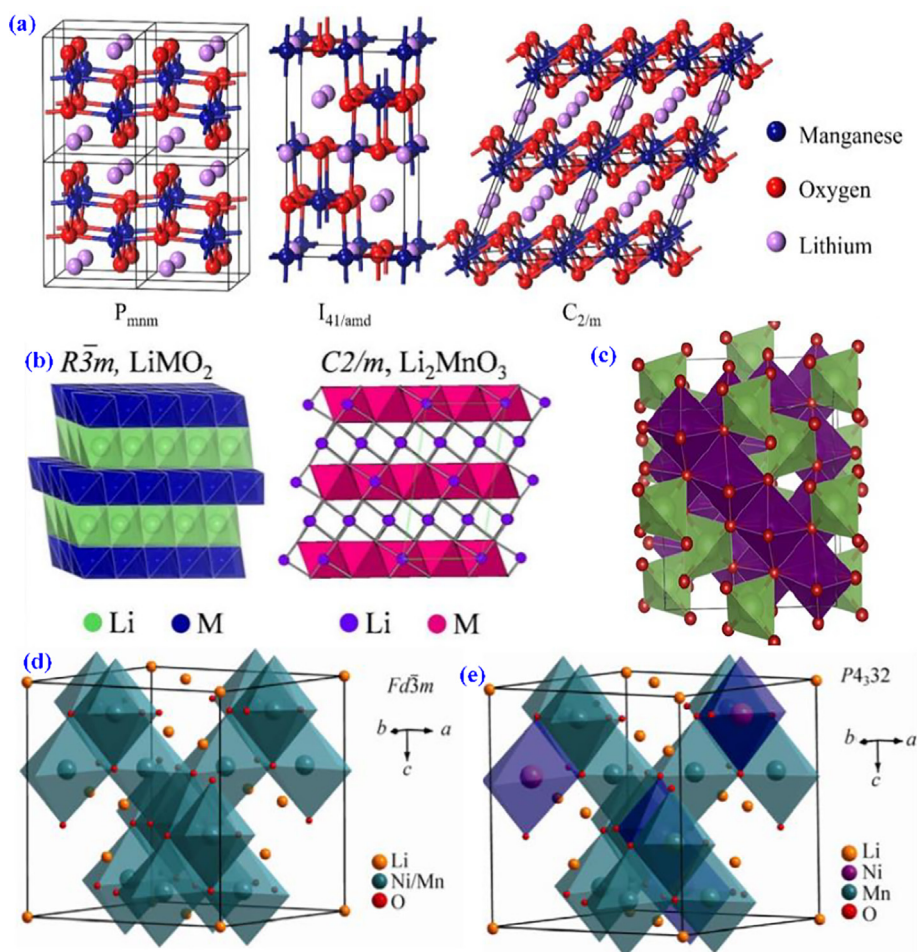 (a)
Manganese
Oxygen
Lithium
Pmnm
I41/amd
C2/m
(b)
R3̅m, LiMO2
C2/m, Li2MnO3
(c)
Li
M
Li
M
(d)
Fd3̅m
b
a
c
Li
Ni/Mn
O
(e)
P4332
b
a
c
Li
Ni
Mn
O